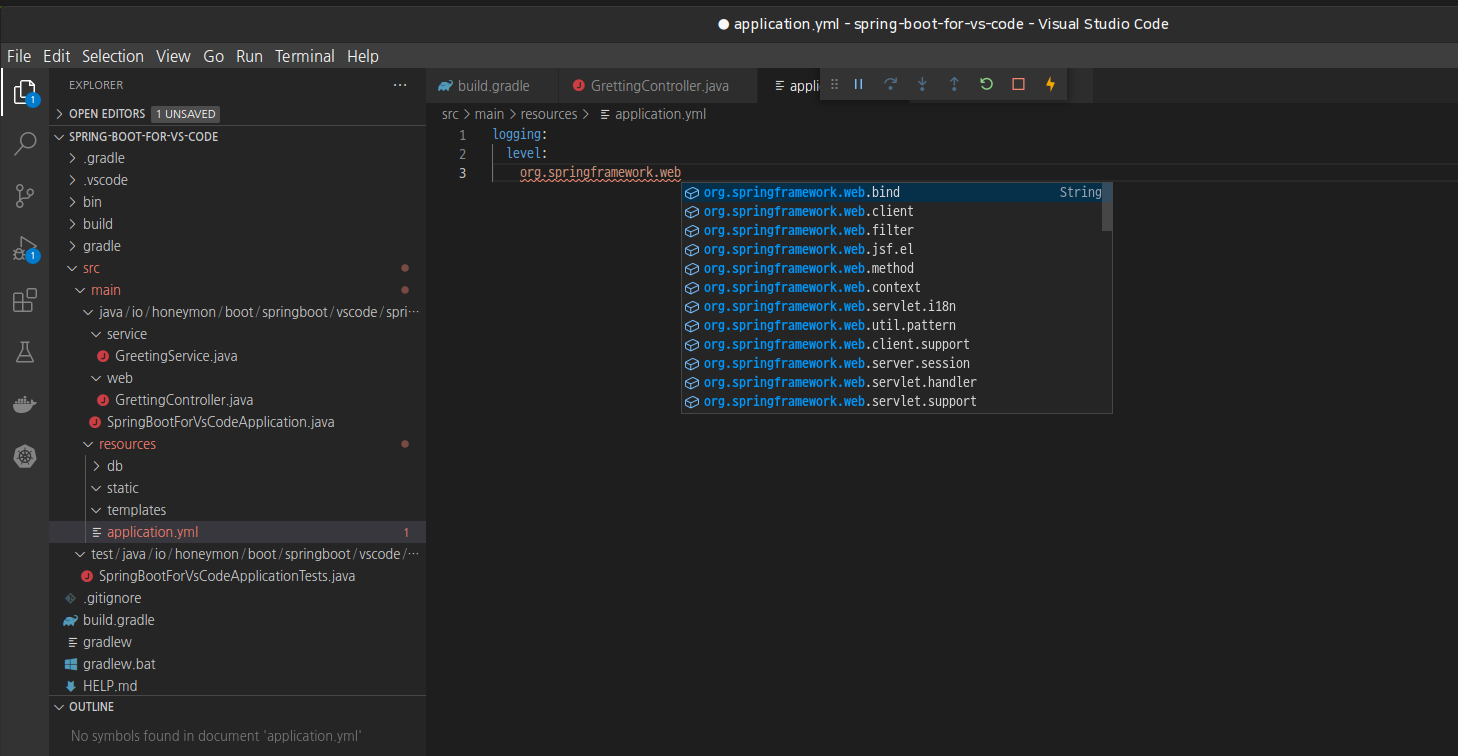 ● application.yml - spring-boot-for-vs-code - Visual Studio Code
File Edit Selection View Go Run Terminal Help
EXPLORER ···
1
OPEN EDITORS 1 UNSAVED
SPRING-BOOT-FOR-VS-CODE
.gradle
.vscode
bin
build
gradle
1
src
main
java/io/honeymon/boot/springboot/vscode/spri···
service
GreetingService.java
web
GrettingController.java
SpringBootForVsCodeApplication.java
resources
db
static
templates
application.yml 1
test/java/io/honeymon/boot/springboot/vscode/···
SpringBootForVsCodeApplicationTests.java
.gitignore
build.gradle
gradlew
gradlew.bat
HELP.md
OUTLINE
No symbols found in document 'application.yml'
build.gradle GrettingController.java appli
src > main > resources > application.yml
1 logging:
2 level:
3 org.springframework.web
org.springframework.web.bind String
org.springframework.web.client
org.springframework.web.filter
org.springframework.web.jsf.el
org.springframework.web.method
org.springframework.web.context
org.springframework.web.servlet.i18n
org.springframework.web.util.pattern
org.springframework.web.client.support
org.springframework.web.server.session
org.springframework.web.servlet.handler
org.springframework.web.servlet.support